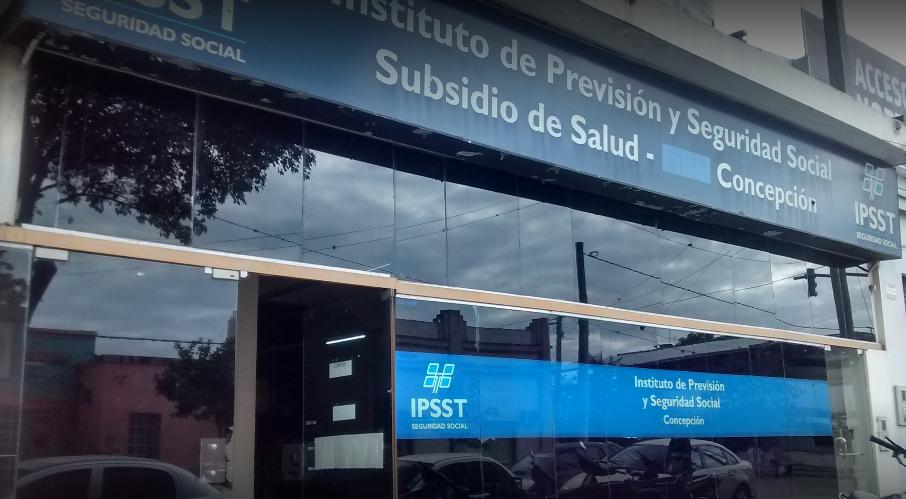 IPSST
SEGURIDAD SOCIAL
Instituto de Previsión y Seguridad Social
Subsidio de Salud - Concepción
IPSST
SEGURIDAD SOCIAL
IPSST
SEGURIDAD SOCIAL
Instituto de Previsión
y Seguridad Social
Concepción